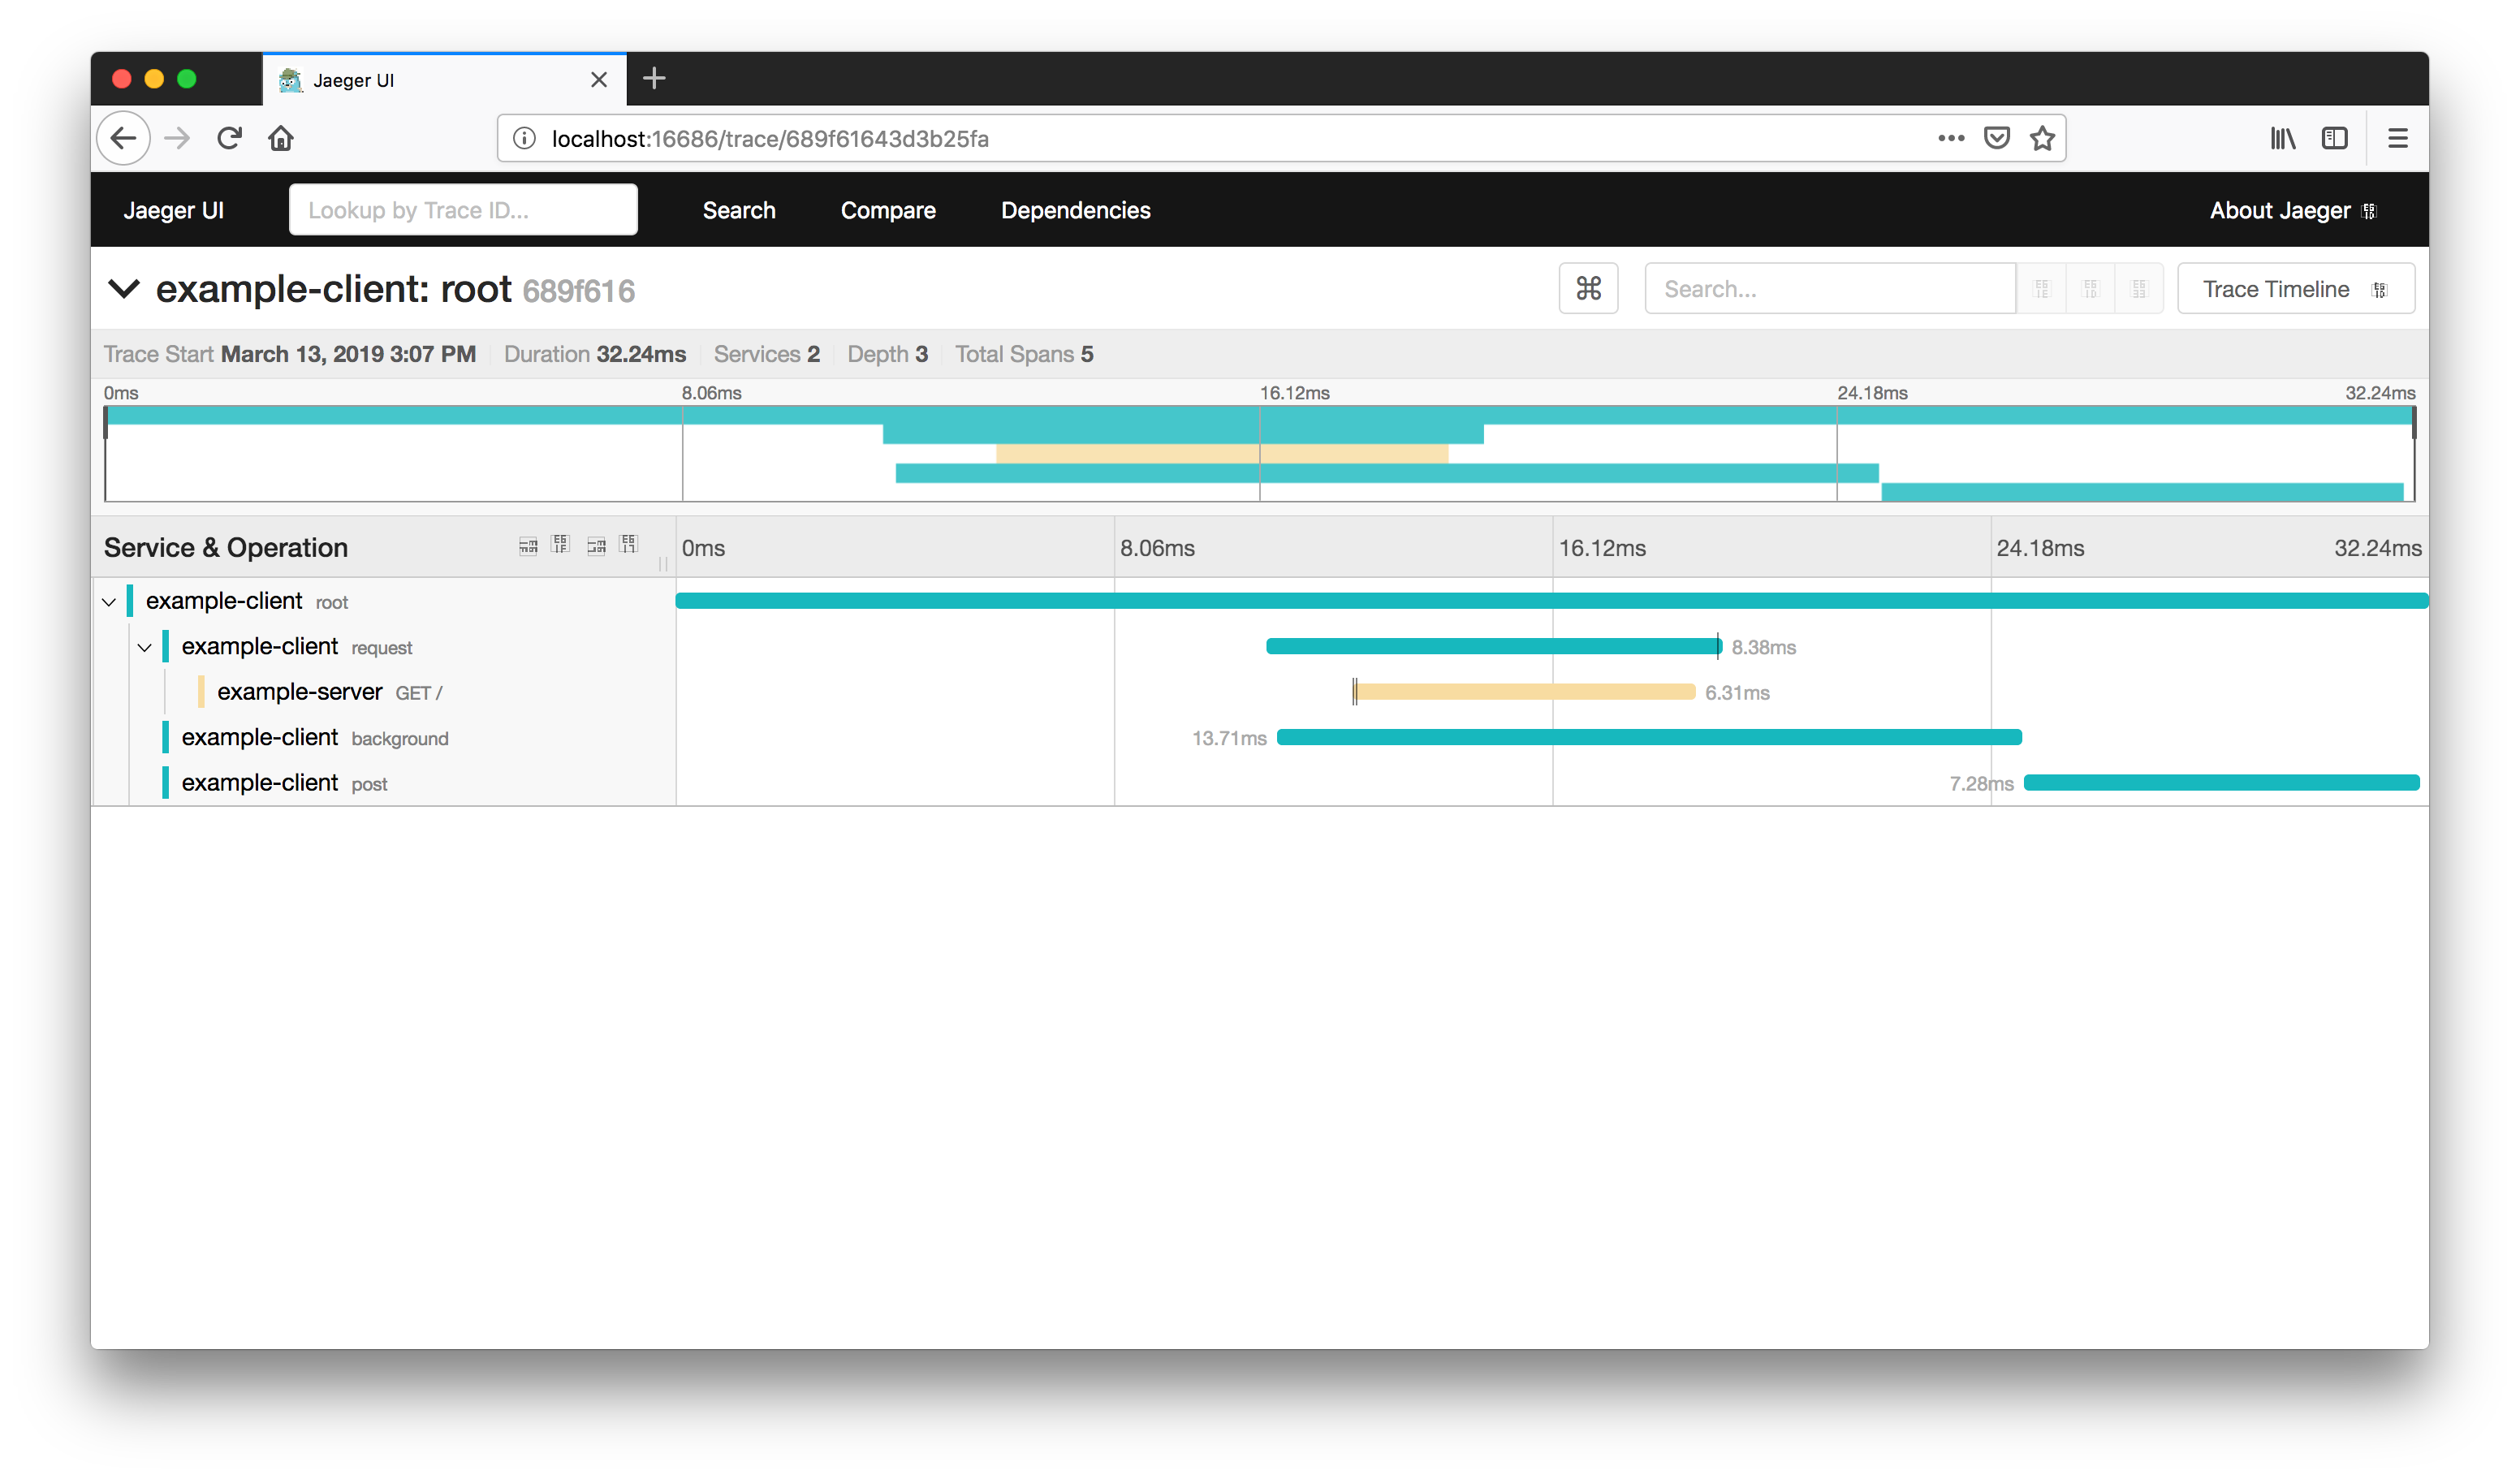 Jaeger UI
localhost:16686/trace/689f61643d3b25fa
Jaeger UI Lookup by Trace ID... Search Compare Dependencies About Jaeger
example-client: root 689f616 ⌘ Search... Trace Timeline
Trace Start March 13, 2019 3:07 PM Duration 32.24ms Services 2 Depth 3 Total Spans 5
0ms 8.06ms 16.12ms 24.18ms 32.24ms
Service & Operation 0ms 8.06ms 16.12ms 24.18ms 32.24ms
example-client root
example-client request 8.38ms
example-server GET / 6.31ms
example-client background 13.71ms
example-client post 7.28ms